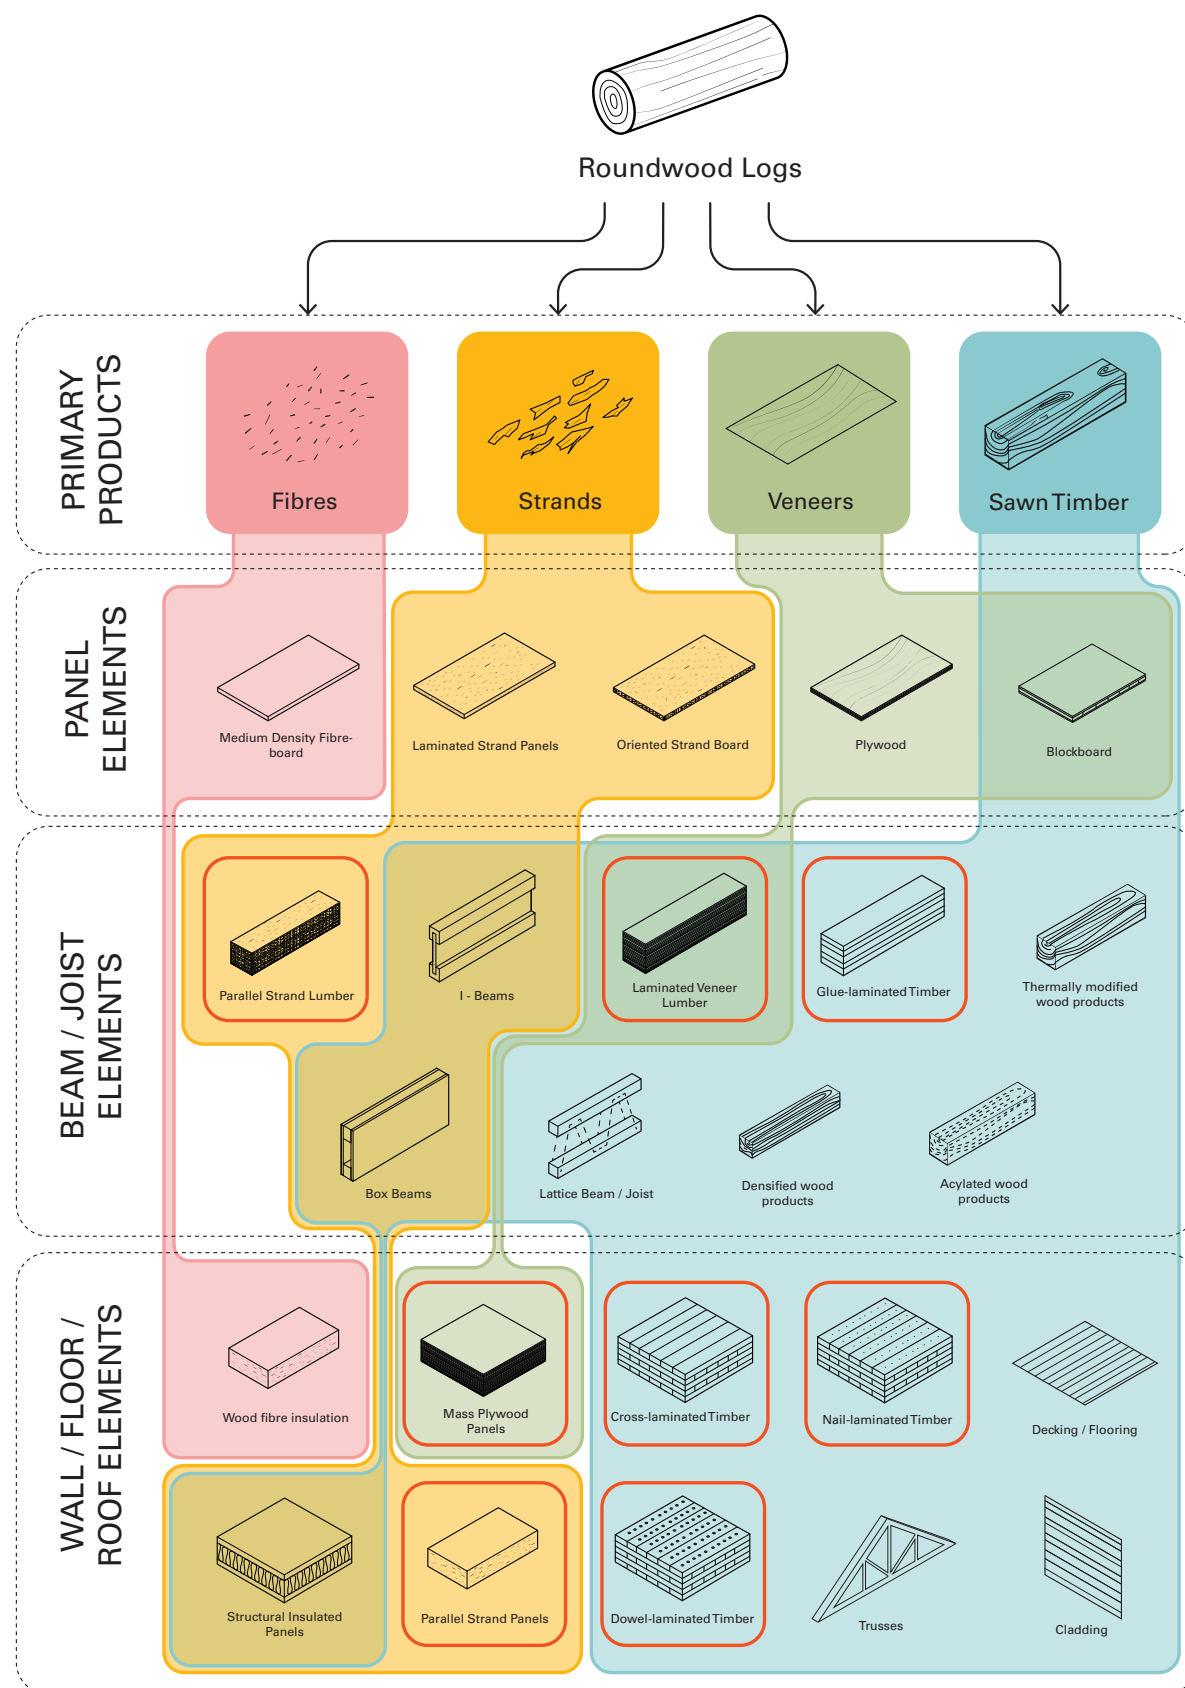 Roundwood Logs
PRIMARY
PRODUCTS
Fibres
Strands
Veneers
Sawn Timber
PANEL
ELEMENTS
Medium Density Fibre-
board
Laminated Strand Panels
Oriented Strand Board
Plywood
Blockboard
BEAM / JOIST
ELEMENTS
Parallel Strand Lumber
I - Beams
Laminated Veneer
Lumber
Glue-laminated Timber
Thermally modified
wood products
Box Beams
Lattice Beam / Joist
Densified wood
products
Acylated wood
products
WALL / FLOOR /
ROOF ELEMENTS
Wood fibre insulation
Mass Plywood
Panels
Cross-laminated Timber
Nail-laminated Timber
Decking / Flooring
Structural Insulated
Panels
Parallel Strand Panels
Dowel-laminated Timber
Trusses
Cladding